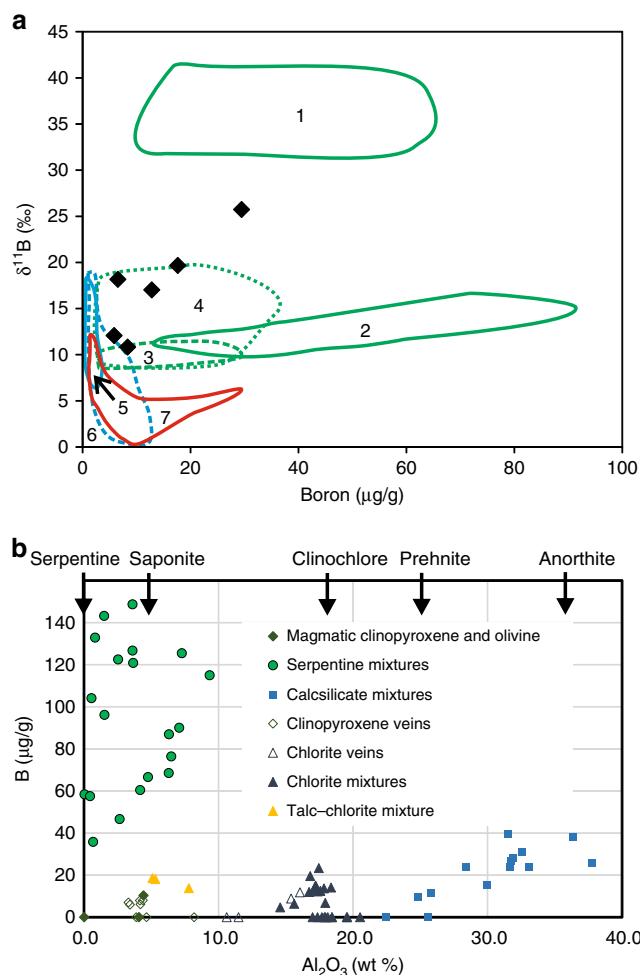 a
δ¹¹B (‰)
45
40
35
30
25
20
15
10
5
0
1
4
2
3
5
7
6
0 20 40 60 80 100
Boron (μg/g)
b
Serpentine Saponite Clinochlore Prehnite Anorthite
B (μg/g)
140
120
100
80
60
40
20
0
Magmatic clinopyroxene and olivine
Serpentine mixtures
Calcsilicate mixtures
Clinopyroxene veins
Chlorite veins
Chlorite mixtures
Talc–chlorite mixture
0.0 10.0 20.0 30.0 40.0
Al₂O₃ (wt %)